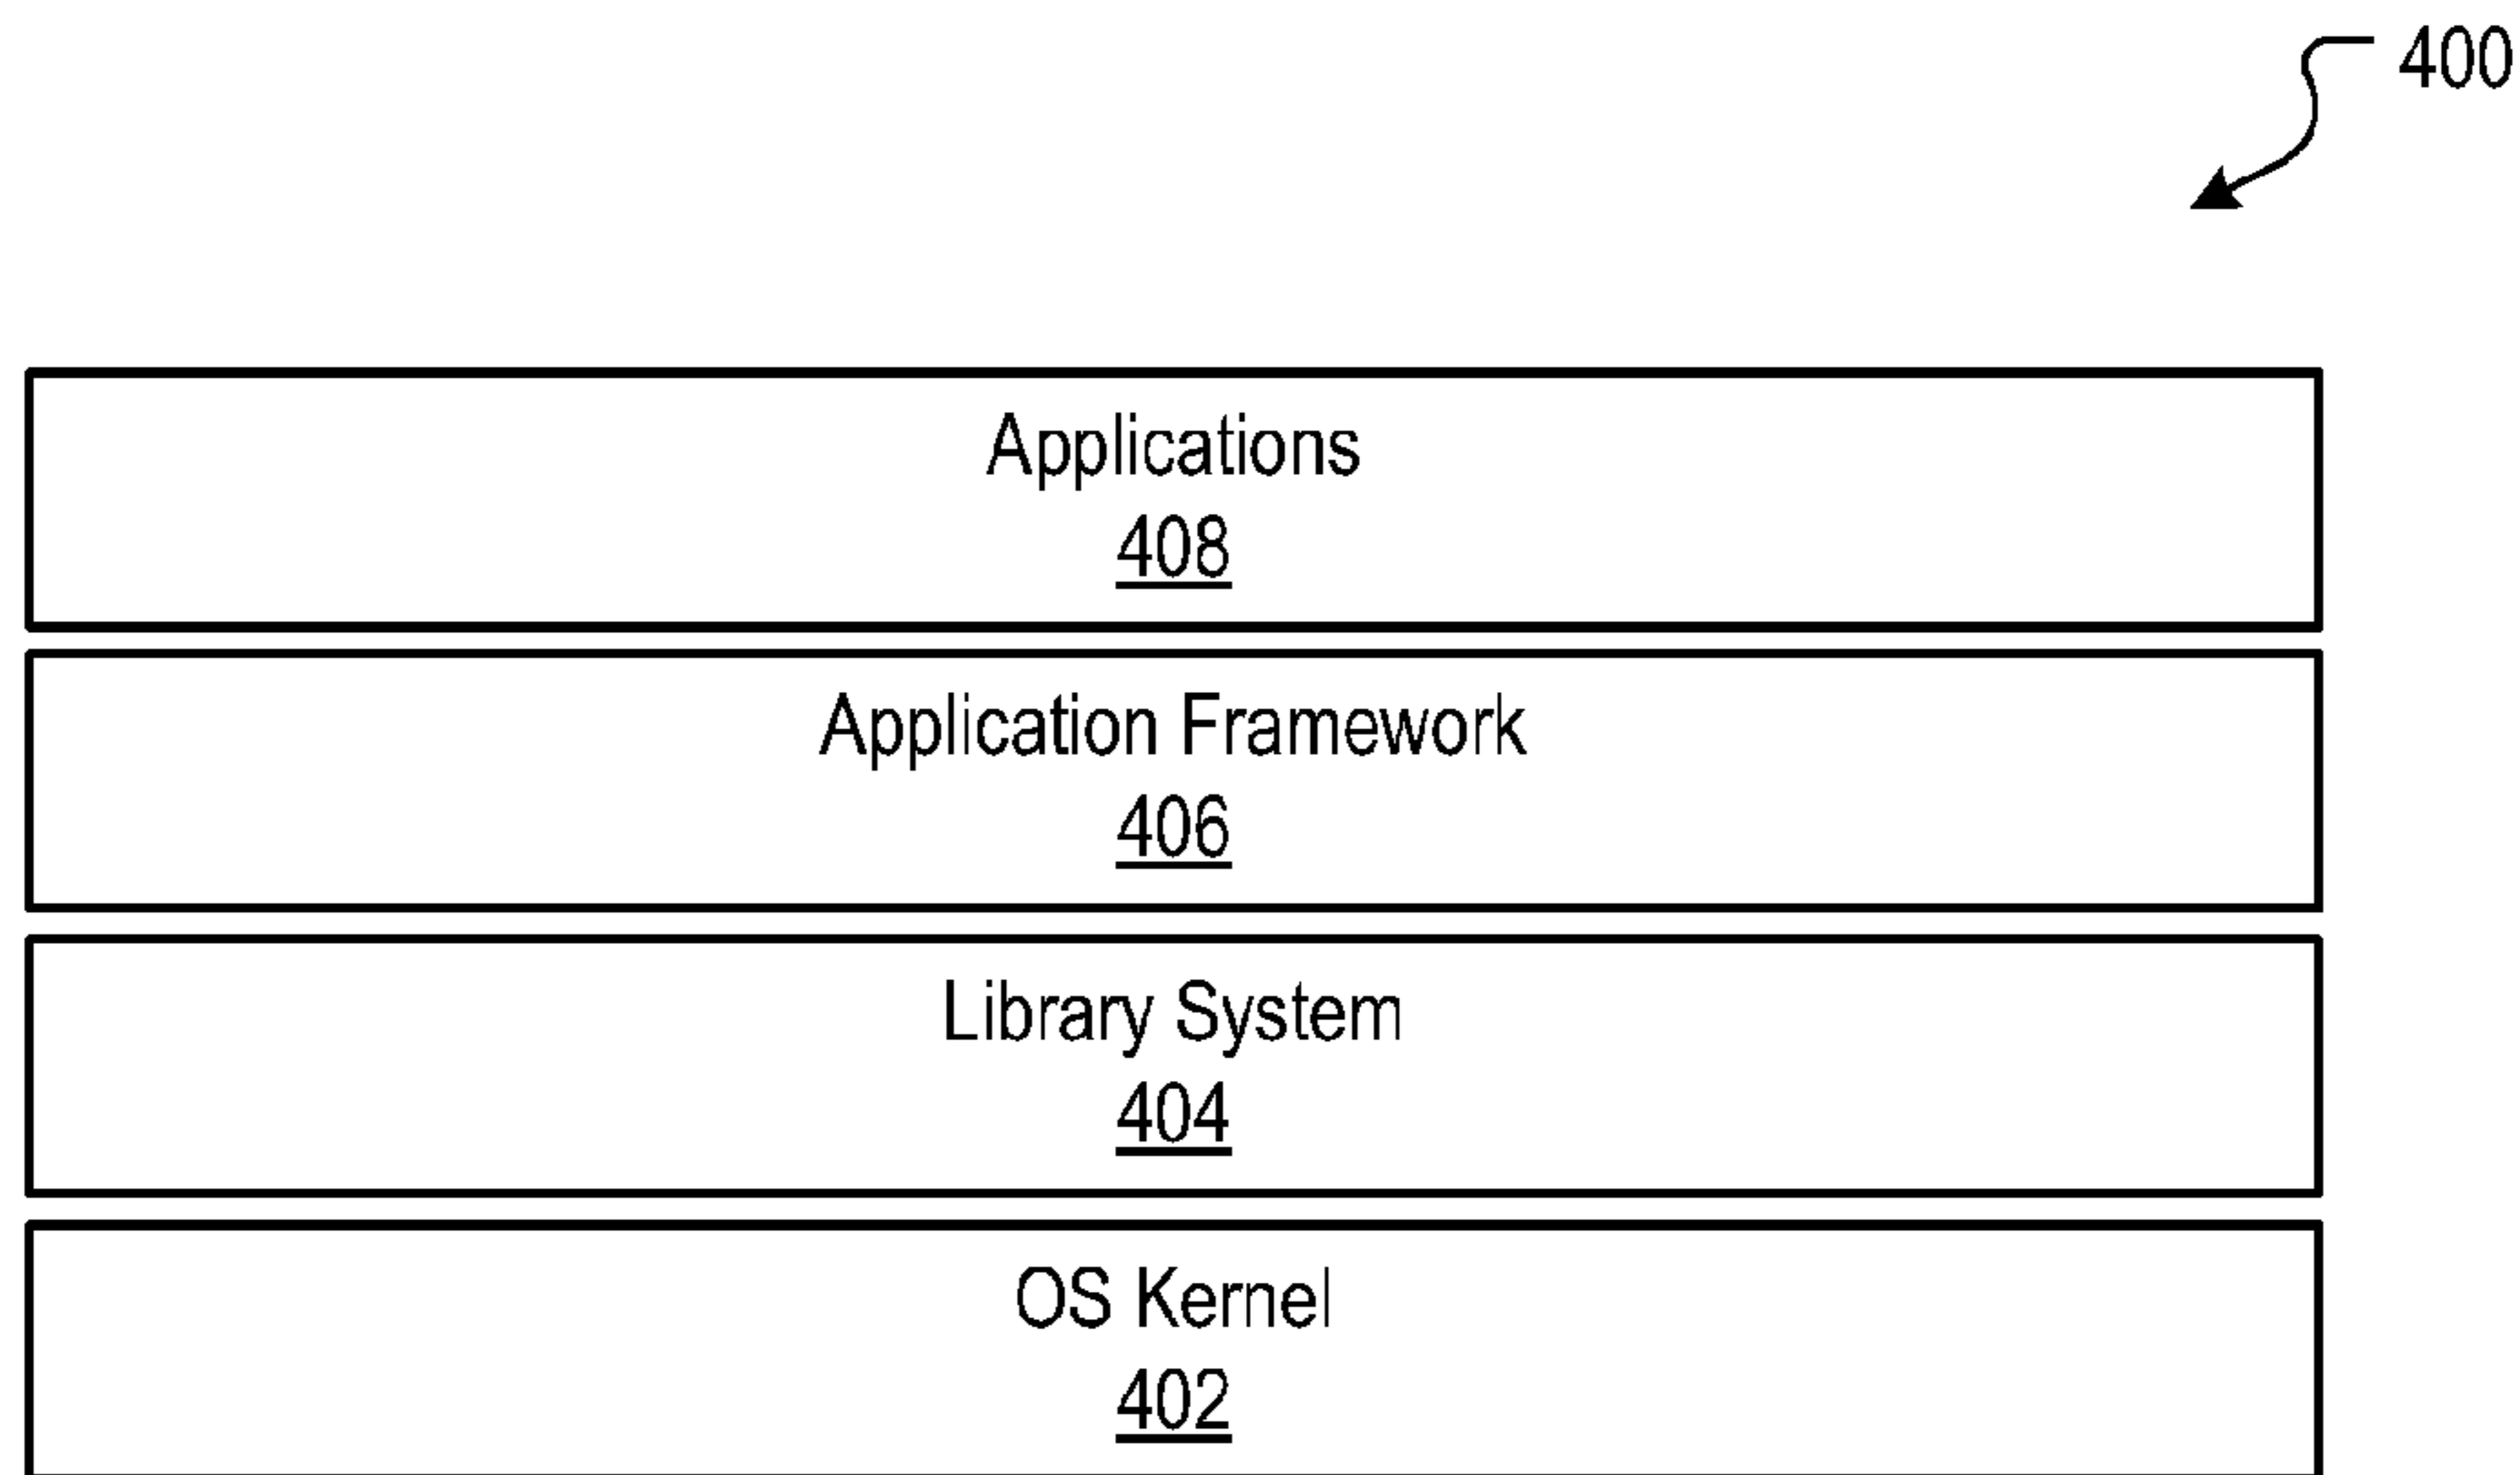 400
Applications
408
Application Framework
406
Library System
404
OS Kernel
402